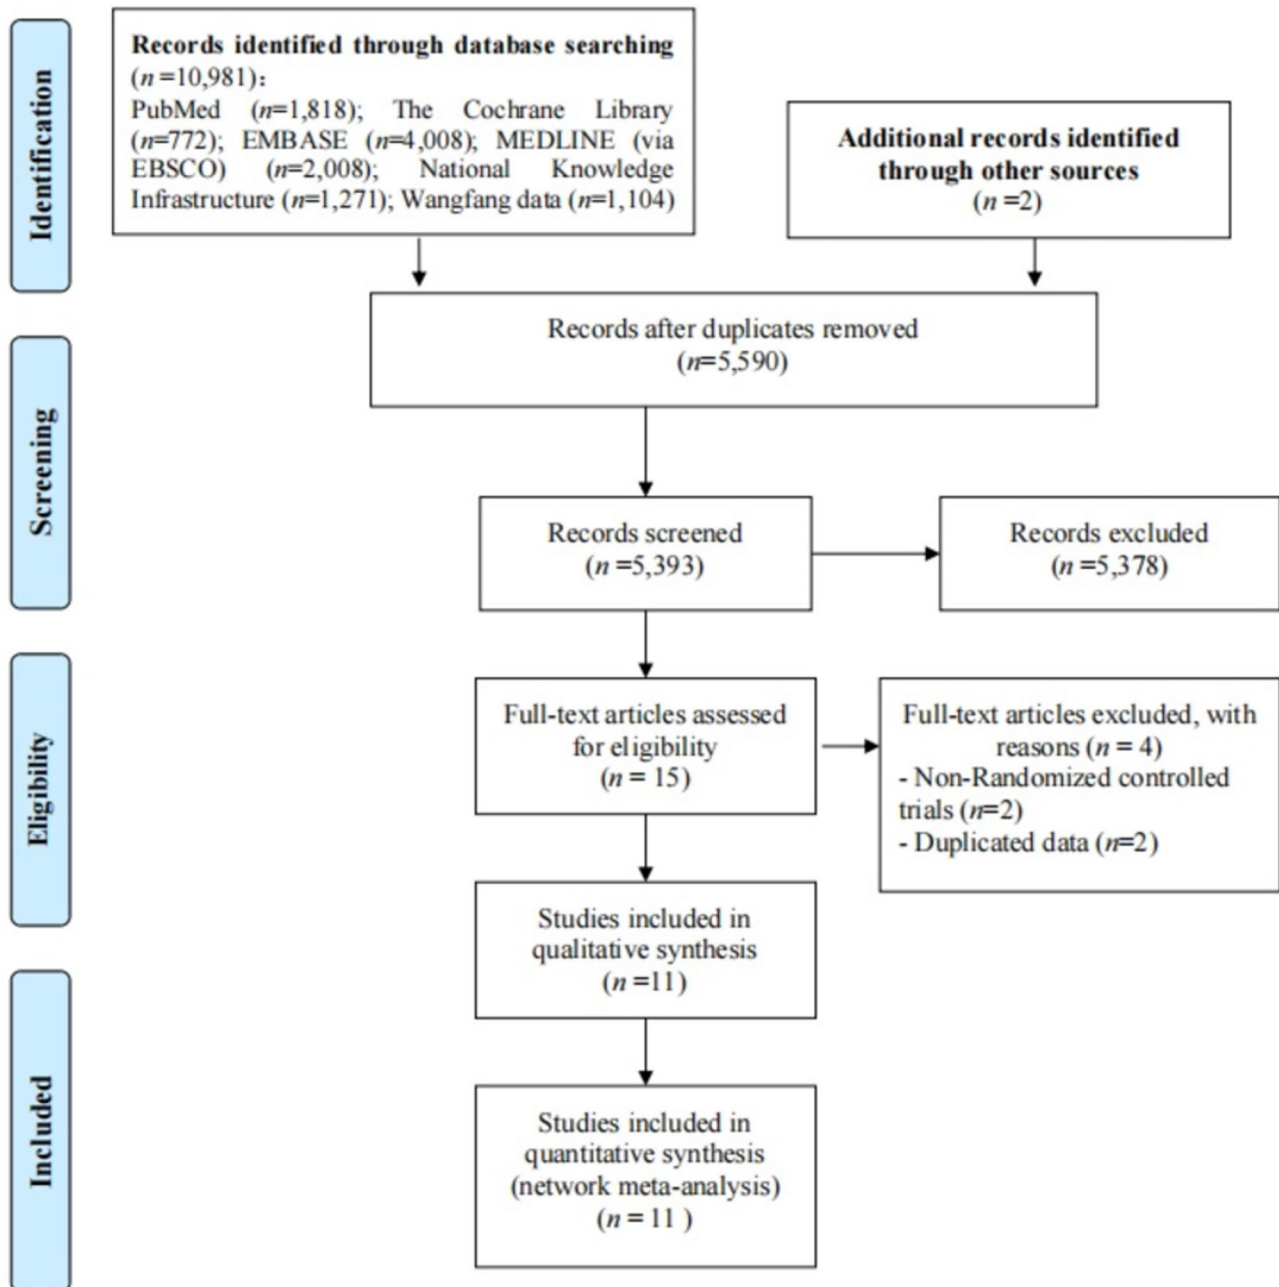 Identification
Records identified through database searching
(n =10,981):
PubMed (n=1,818); The Cochrane Library
(n=772); EMBASE (n=4,008); MEDLINE (via
EBSCO) (n=2,008); National Knowledge
Infrastructure (n=1,271); Wangfang data (n=1,104)
Additional records identified
through other sources
(n =2)
Records after duplicates removed
(n=5,590)
Screening
Records screened
(n =5,393)
Records excluded
(n =5,378)
Eligibility
Full-text articles assessed
for eligibility
(n = 15)
Full-text articles excluded, with
reasons (n = 4)
- Non-Randomized controlled
trials (n=2)
- Duplicated data (n=2)
Studies included in
qualitative synthesis
(n =11)
Included
Studies included in
quantitative synthesis
(network meta-analysis)
(n = 11 )